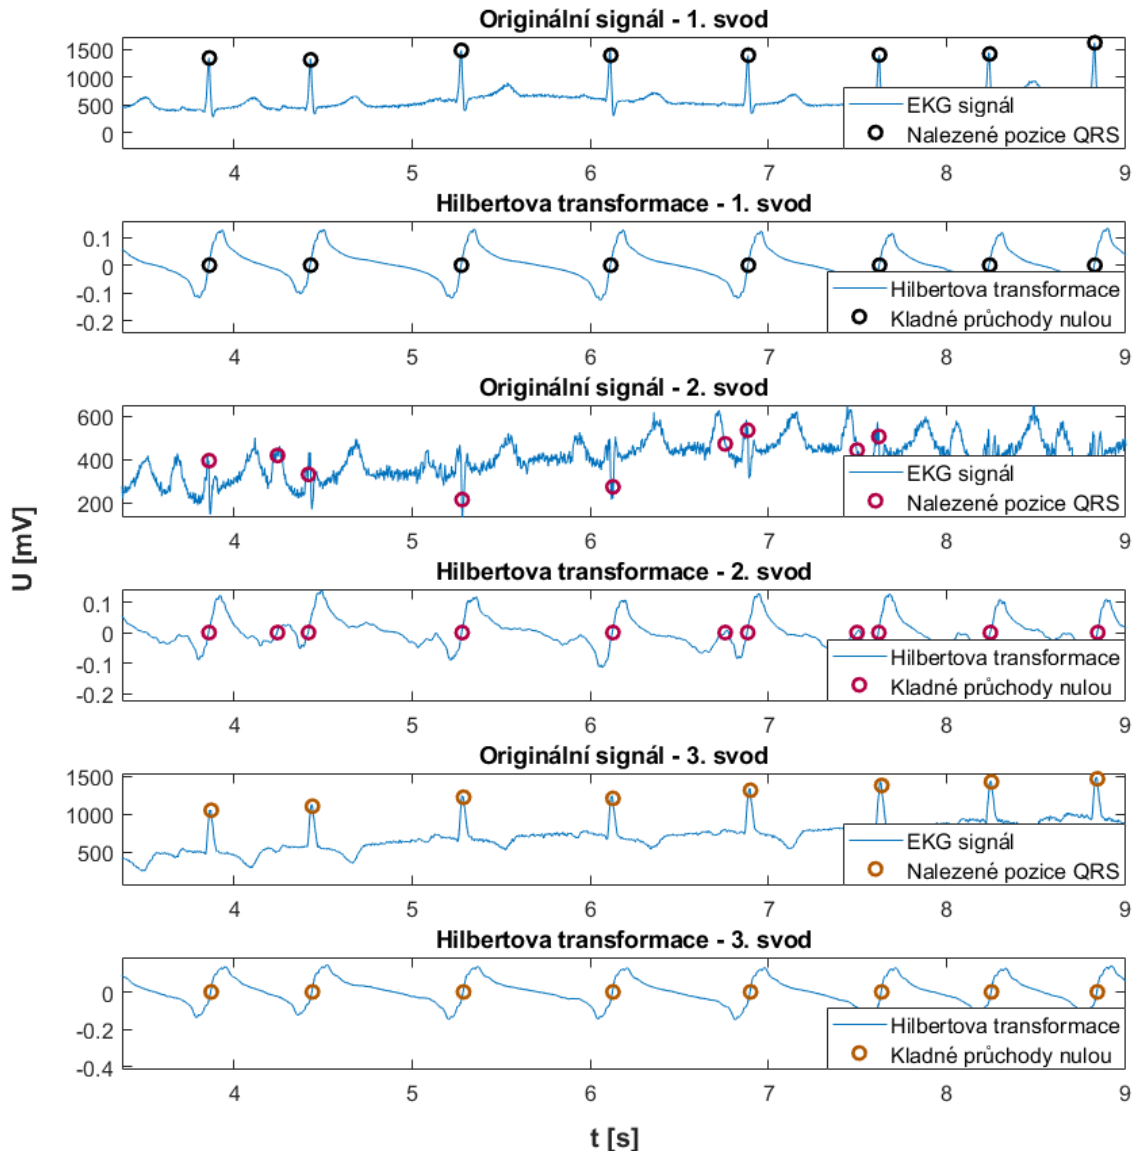 Originální signál - 1. svod
1500
1000
500
0
EKG signál
Nalezené pozice QRS
4 5 6 7 8 9
Hilbertova transformace - 1. svod
0.1
0
-0.1
-0.2
Hilbertova transformace
Kladné průchody nulou
4 5 6 7 8 9
Originální signál - 2. svod
600
400
200
EKG signál
Nalezené pozice QRS
4 5 6 7 8 9
U [mV]
Hilbertova transformace - 2. svod
0.1
0
-0.1
-0.2
Hilbertova transformace
Kladné průchody nulou
4 5 6 7 8 9
Originální signál - 3. svod
1500
1000
500
EKG signál
Nalezené pozice QRS
4 5 6 7 8 9
Hilbertova transformace - 3. svod
0
-0.2
-0.4
Hilbertova transformace
Kladné průchody nulou
4 5 6 7 8 9
t [s]